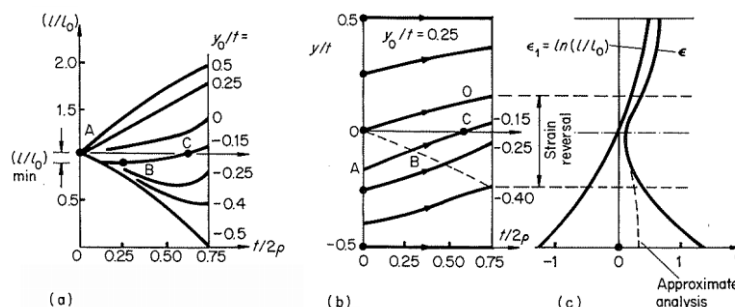 (l/l₀)
y₀/t=
2.0
0.5
0.25
1.0
A
0
-0.15
C
B
(l/l₀)
min
-0.25
0.5
-0.4
-0.5
0
0.25
0.50
0.75
t/2ρ
(a)
0.5
y/t
y₀/t = 0.25
0
0
-0.15
C
-0.25
A
B
-0.40
-0.5
0
0.25
0.50
0.75
t/2ρ
(b)
Strain
reversal
ϵ₁ = ln(l/l₀)
ϵ
-1
0
1
Approximate
analysis
(c)